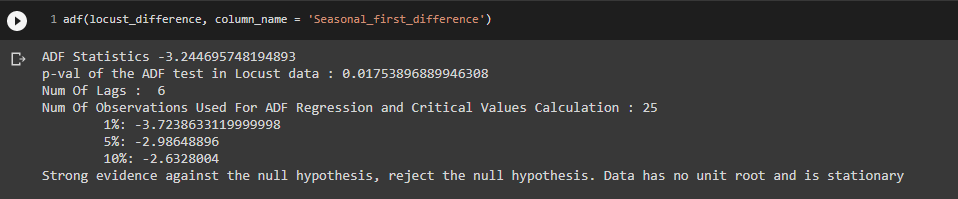 1 adf(locust_difference, column_name = 'Seasonal_first_difference')
ADF Statistics -3.244695748194893
p-val of the ADF test in Locust data : 0.01753896889946308
Num Of Lags :  6
Num Of Observations Used For ADF Regression and Critical Values Calculation : 25
1%: -3.7238633119999998
5%: -2.98648896
10%: -2.6328004
Strong evidence against the null hypothesis, reject the null hypothesis. Data has no unit root and is stationary